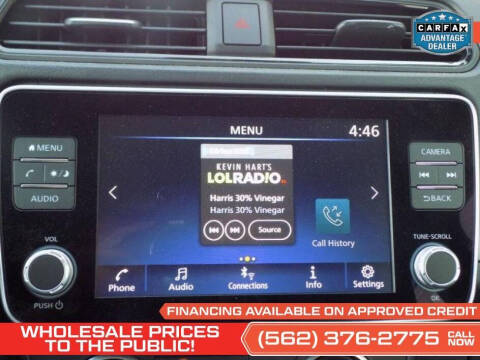 CARFAX
ADVANTAGE
DEALER
MENU
4:46
MENU
CAMERA
KEVIN HART'S
LOLRADIO
Harris 30% Vinegar
Harris 30% Vinegar
Source
Call History
AUDIO
BACK
VOL
TUNE-SCROLL
PUSH
OK
Phone
Audio
Connections
Info
Settings
FINANCING AVAILABLE ON APPROVED CREDIT
WHOLESALE PRICES
TO THE PUBLIC!
(562) 376-2775
CALL
NOW